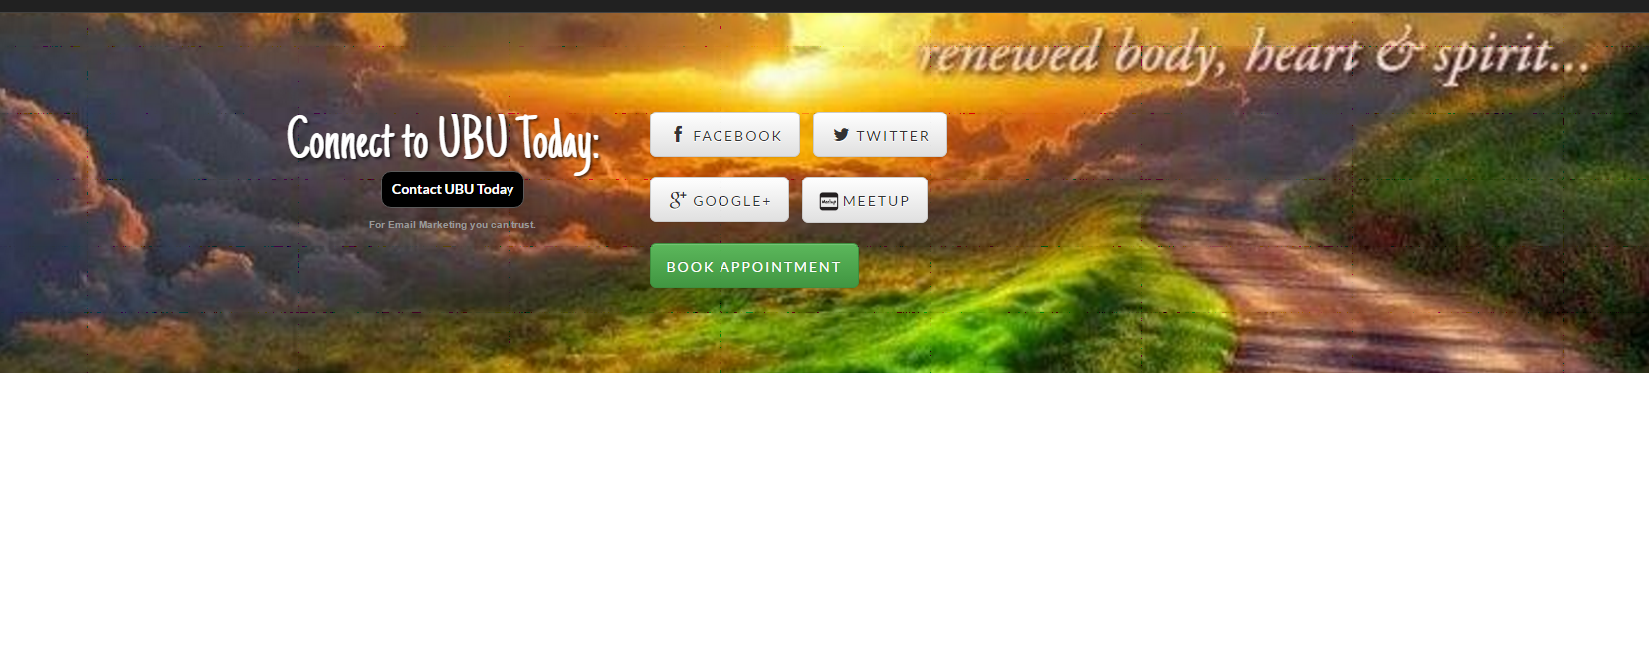 renewed body, heart & spirit...
Connect to UBU Today:
Contact UBU Today
For Email Marketing you can trust.
FACEBOOK
TWITTER
GOOGLE+
Meetup MEETUP
BOOK APPOINTMENT